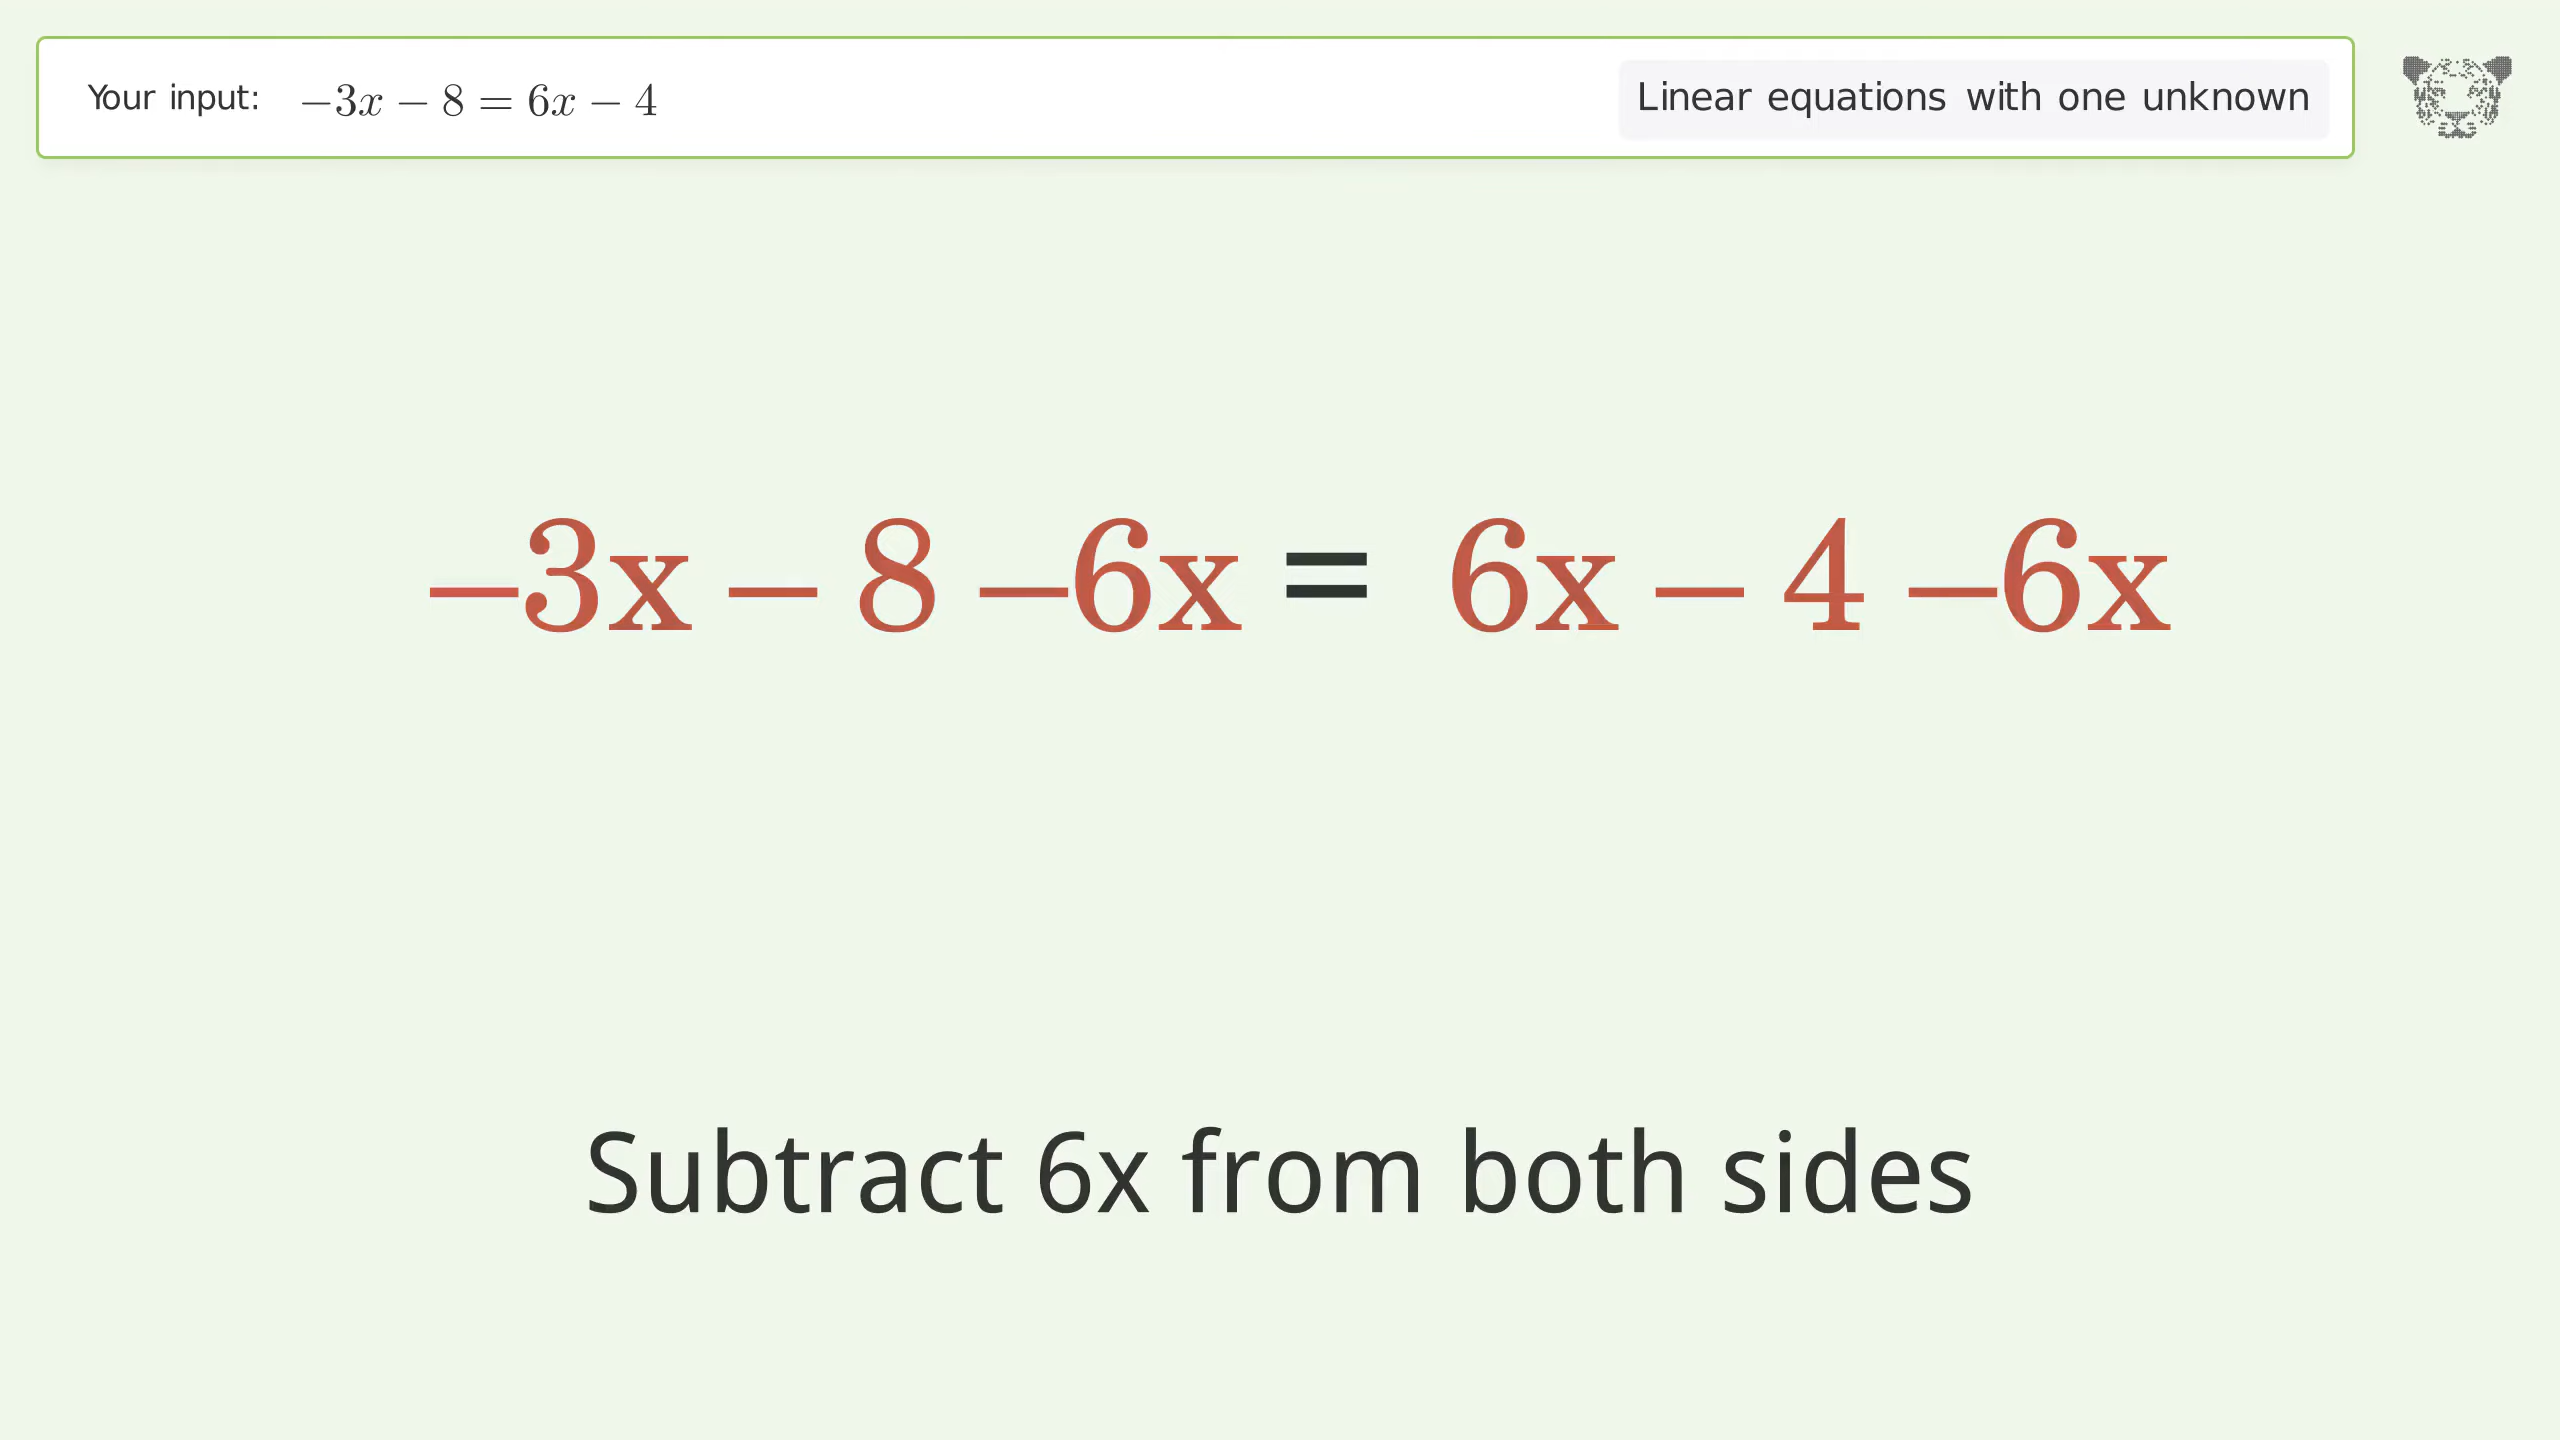 Your input: −3x − 8 = 6x − 4
Linear equations with one unknown
−3x − 8 −6x = 6x − 4 −6x
Subtract 6x from both sides